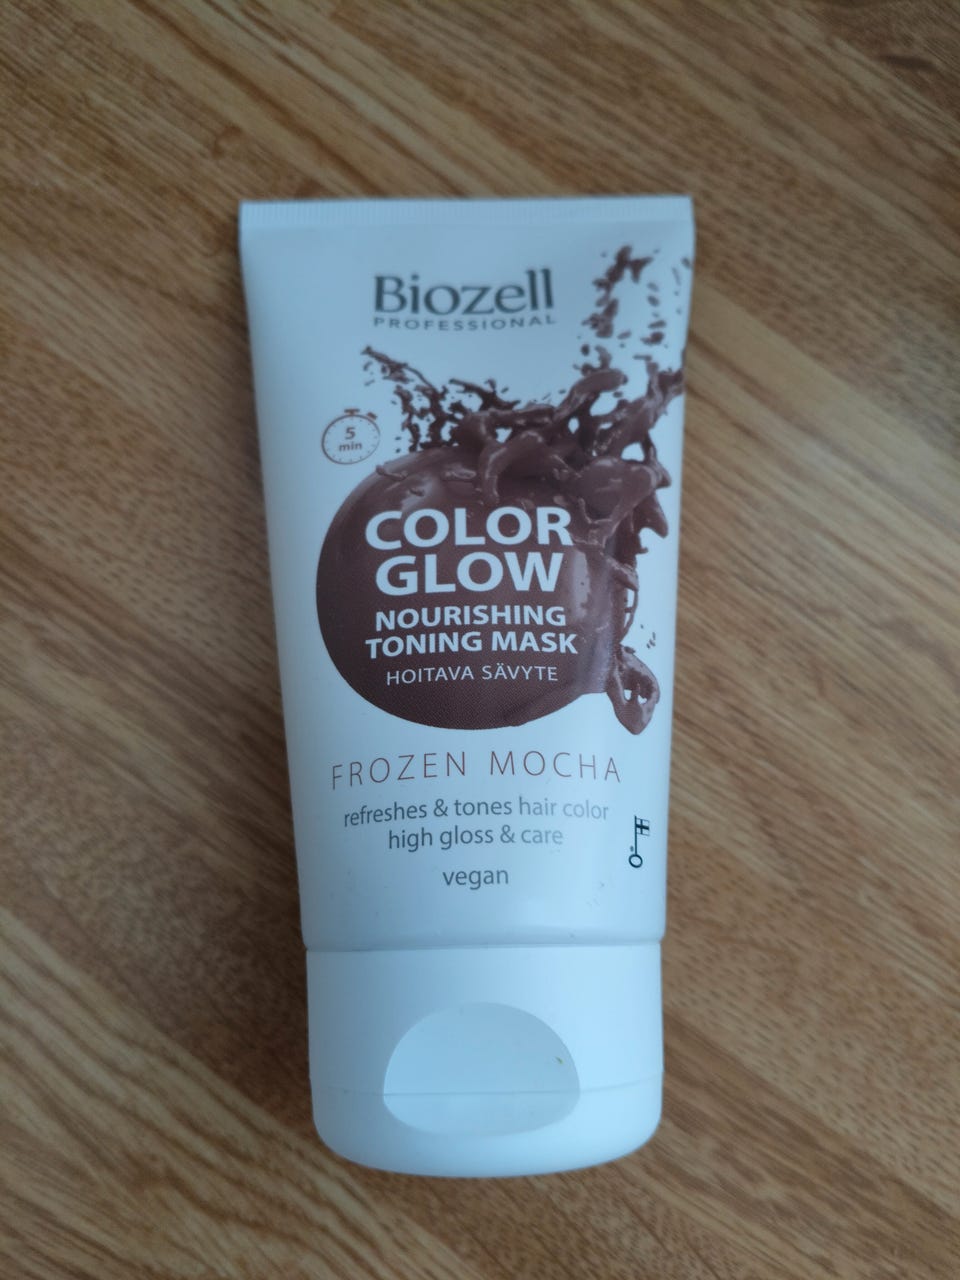 Biozell
PROFESSIONAL
5
min
COLOR
GLOW
NOURISHING
TONING MASK
HOITAVA SÄVYTE
FROZEN MOCHA
refreshes & tones hair color
high gloss & care
vegan